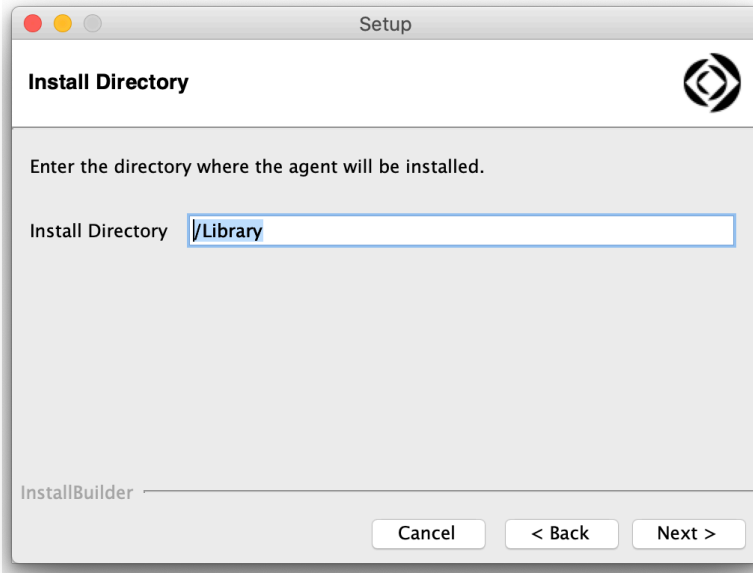 Setup
Install Directory
Enter the directory where the agent will be installed.
Install Directory /Library
InstallBuilder
Cancel < Back Next >